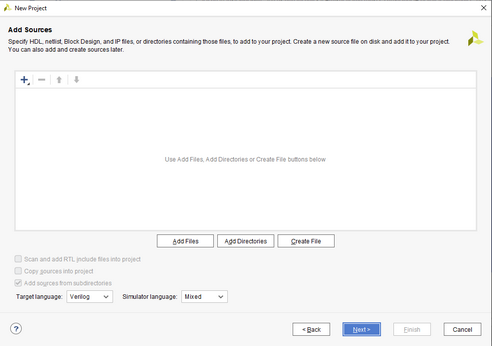 New Project
Add Sources
Specify HDL, netlist, Block Design, and IP files, or directories containing those files, to add to your project. Create a new source file on disk and add it to your project.
You can also add and create sources later.
Use Add Files, Add Directories or Create File buttons below
Add Files Add Directories Create File
Scan and add RTL include files into project
Copy sources into project
Add sources from subdirectories
Target language: Verilog Simulator language: Mixed
? < Back Next > Finish Cancel